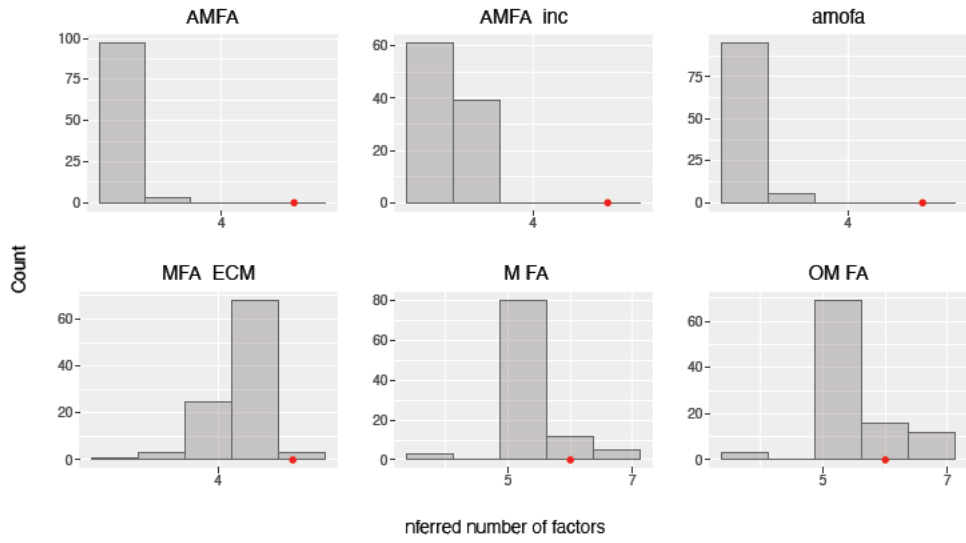 AMFA AMFA inc amofa
100 60
75 75
40
50 50
20
25 25
0 0 0
4 4 4
Count
MFA ECM M FA OM FA
80
60 60
60
40 40
40
20 20 20
0 0 0
4 5 7 5 7
nferred number of factors